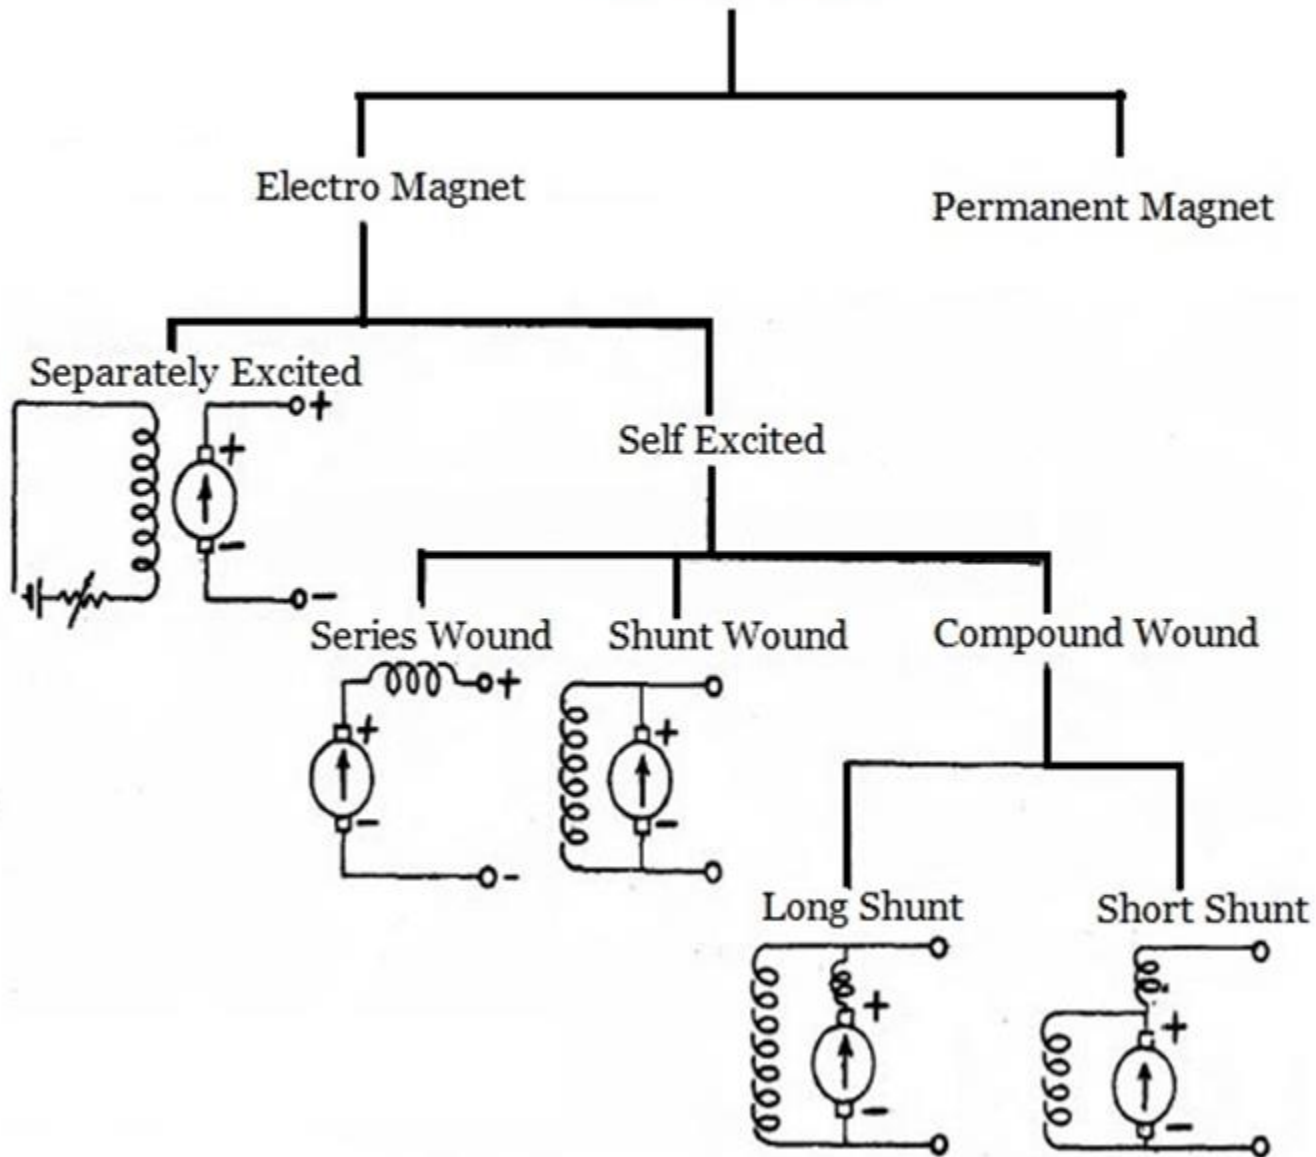 Electro Magnet
Permanent Magnet
Separately Excited
+
+
-
-
Self Excited
Series Wound
Shunt Wound
Compound Wound
+
+
-
-
+
-
Long Shunt
Short Shunt
+
-
+
-